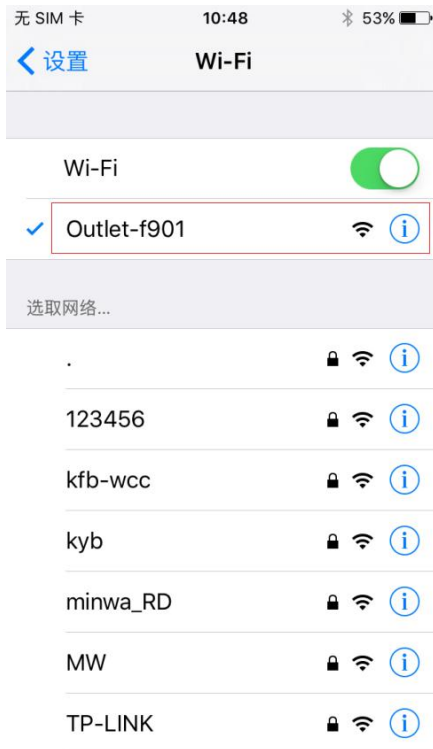 无 SIM 卡 10:48 53%
设置 Wi-Fi
Wi-Fi
Outlet-f901
选取网络...
.
123456
kfb-wcc
kyb
minwa_RD
MW
TP-LINK